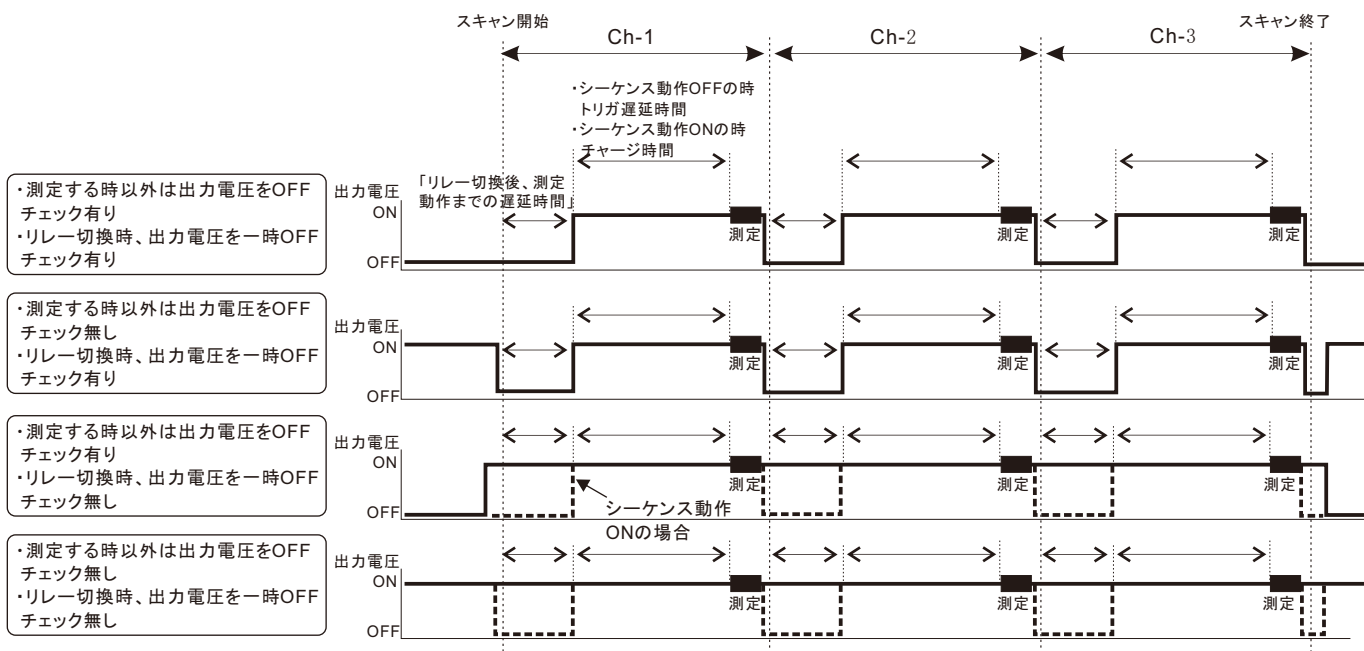 スキャン開始
スキャン終了
Ch-1
Ch-2
Ch-3
・シーケンス動作OFFの時
トリガ遅延時間
・シーケンス動作ONの時
チャージ時間
・測定する時以外は出力電圧をOFF
チェック有り
・リレー切換時、出力電圧を一時OFF
チェック有り
出力電圧
ON
OFF
「リレー切換後、測定
動作までの遅延時間」
測定
測定
測定
・測定する時以外は出力電圧をOFF
チェック無し
・リレー切換時、出力電圧を一時OFF
チェック有り
出力電圧
ON
OFF
測定
測定
測定
・測定する時以外は出力電圧をOFF
チェック有り
・リレー切換時、出力電圧を一時OFF
チェック無し
出力電圧
ON
OFF
測定
測定
測定
シーケンス動作
ONの場合
・測定する時以外は出力電圧をOFF
チェック無し
・リレー切換時、出力電圧を一時OFF
チェック無し
出力電圧
ON
OFF
測定
測定
測定